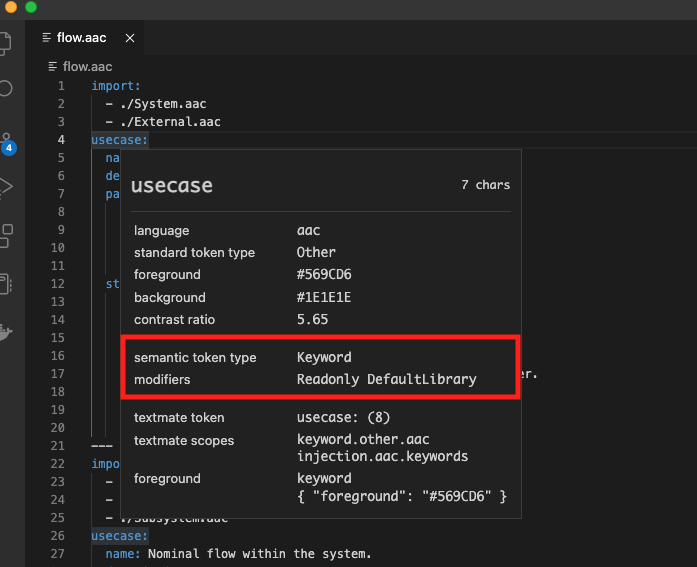 flow.aac
flow.aac
1 import:
2 - ./System.aac
3 - ./External.aac
4 usecase:
4
5 na
6 de
7 pa
8
9
10
11
12 st
13
14
15
16
17 er.
18
19
20
usecase 7 chars
language aac
standard token type Other
foreground #569CD6
background #1E1E1E
contrast ratio 5.65
semantic token type Keyword
modifiers Readonly DefaultLibrary
textmate token usecase: (8)
textmate scopes keyword.other.aac
injection.aac.keywords
foreground keyword
{ "foreground": "#569CD6" }
21 ---
22 impo
23 -
24 -
25 - ./Subsystem.aac
26 usecase:
27 name: Nominal flow within the system.